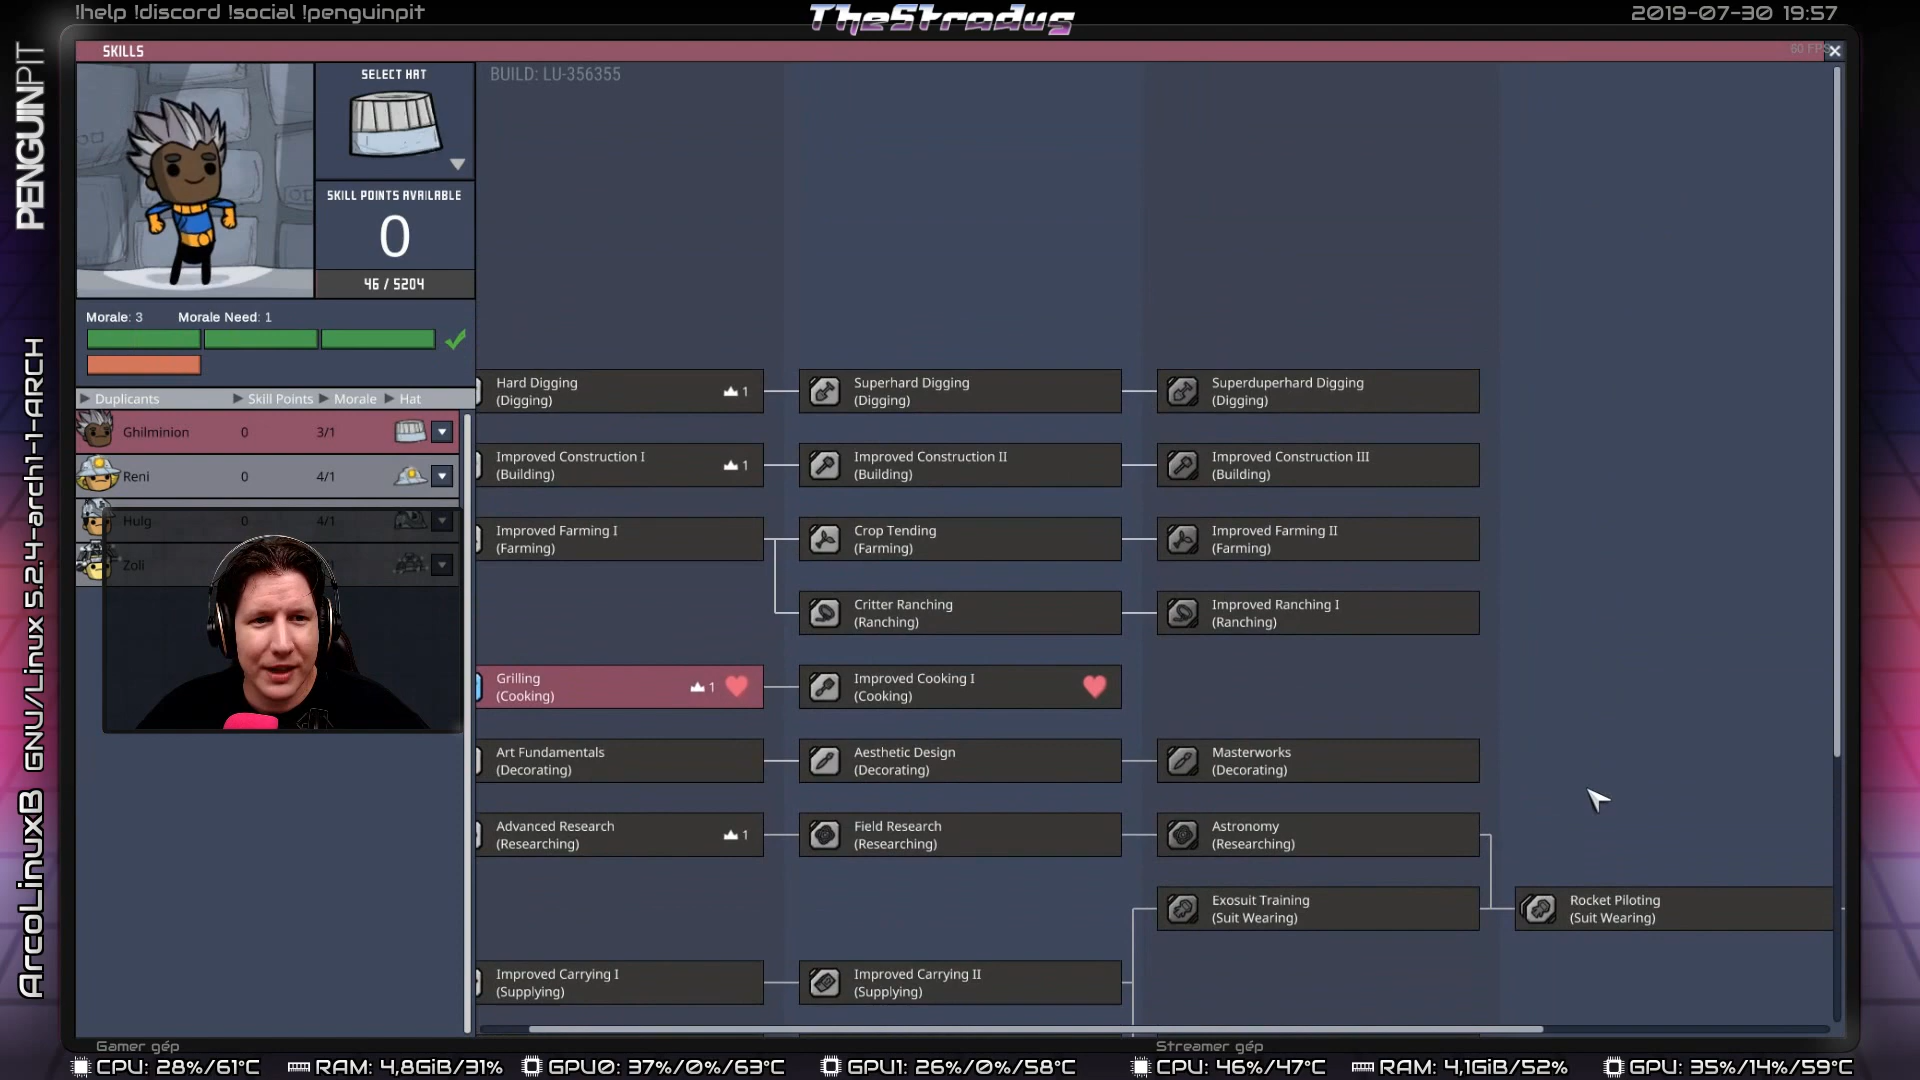 !help !discord !social !penguinpit
TheStradus
2019-07-30 19:57
PENGUINPIT
ArcoLinuxB GNU/Linux 5.2.4-arch1-1-ARCH
SKILLS
60 FPS
BUILD: LU-356355
SELECT HAT
SKILL POINTS AVAILABLE
0
46 / 5204
Morale: 3 Morale Need: 1
Duplicants Skill Points Morale Hat
Ghilminion 0 3/1
Reni 0 4/1
Hulg 0 4/1
Zoli
Hard Digging
(Digging)
1
Superhard Digging
(Digging)
Superduperhard Digging
(Digging)
Improved Construction I
(Building)
1
Improved Construction II
(Building)
Improved Construction III
(Building)
Improved Farming I
(Farming)
Crop Tending
(Farming)
Improved Farming II
(Farming)
Critter Ranching
(Ranching)
Improved Ranching I
(Ranching)
Grilling
(Cooking)
1
Improved Cooking I
(Cooking)
Art Fundamentals
(Decorating)
Aesthetic Design
(Decorating)
Masterworks
(Decorating)
Advanced Research
(Researching)
1
Field Research
(Researching)
Astronomy
(Researching)
Exosuit Training
(Suit Wearing)
Rocket Piloting
(Suit Wearing)
Improved Carrying I
(Supplying)
Improved Carrying II
(Supplying)
Gamer gép
CPU: 28%/61°C RAM: 4,8GiB/31% GPU0: 37%/0%/63°C GPU1: 26%/0%/58°C
Streamer gép
CPU: 46%/47°C RAM: 4,1GiB/52% GPU: 35%/14%/59°C